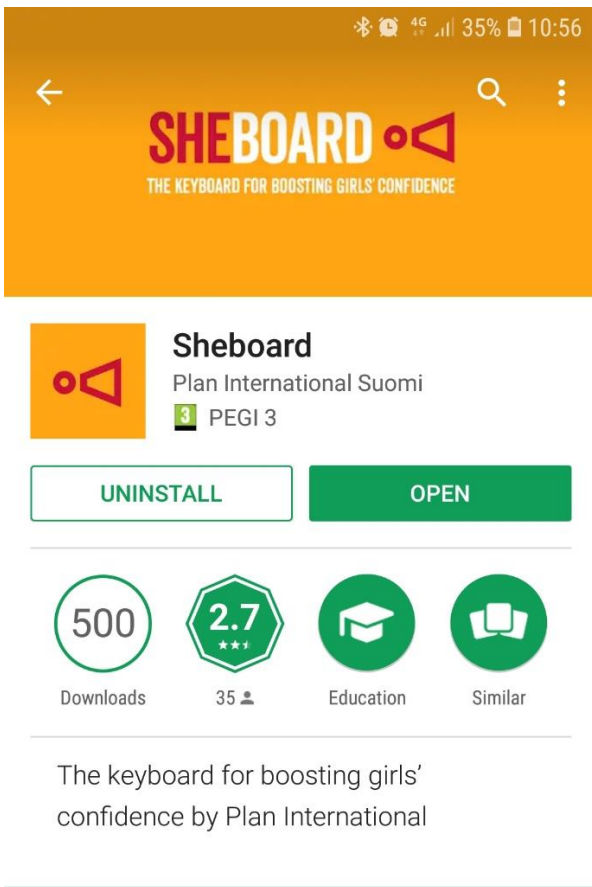 4G 35% 10:56
SHEBOARD
THE KEYBOARD FOR BOOSTING GIRLS' CONFIDENCE
Sheboard
Plan International Suomi
3 PEGI 3
UNINSTALL OPEN
500 2.7
Downloads 35 Education Similar
The keyboard for boosting girls’
confidence by Plan International